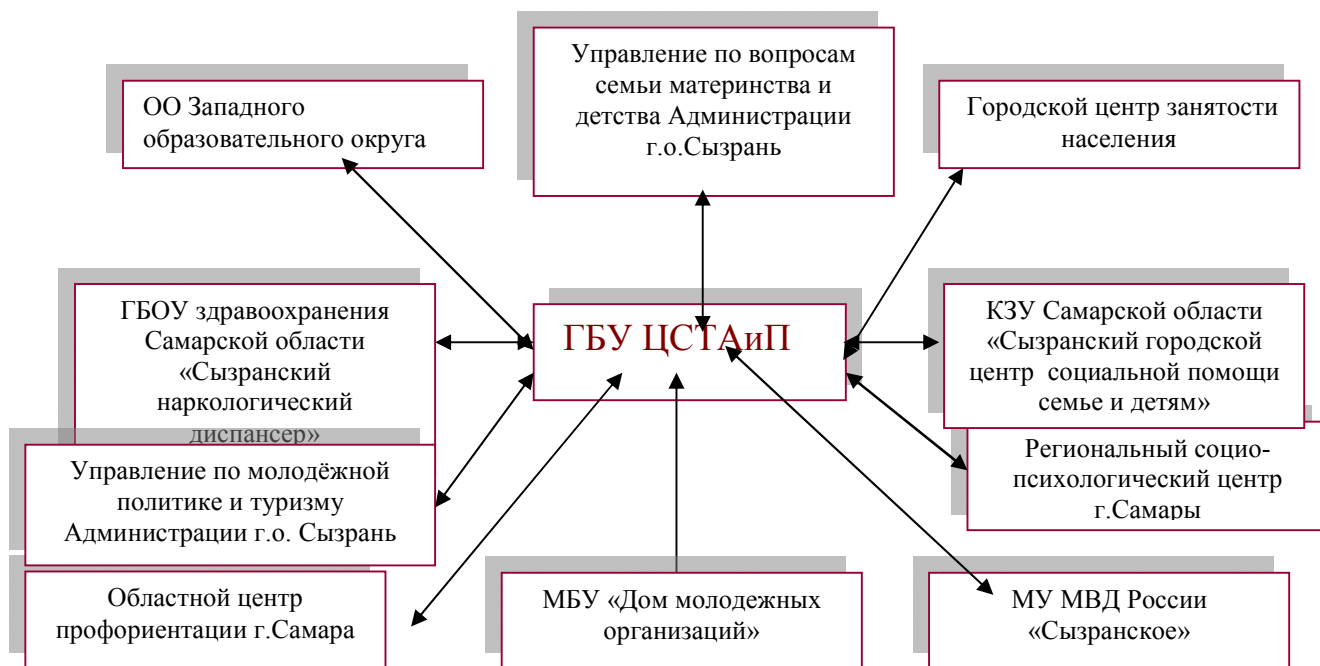 Управление по вопросам
семьи материнства и
детства Администрации
г.о.Сызрань
ОО Западного
образовательного округа
Городской центр занятости
населения
ГБОУ здравоохранения
Самарской области
«Сызранский
наркологический
диспансер»
ГБУ ЦСТАиП
КЗУ Самарской области
«Сызранский городской
центр социальной помощи
семье и детям»
Управление по молодёжной
политике и туризму
Администрации г.о. Сызрань
Региональный социо-
психологический центр
г.Самары
Областной центр
профориентации г.Самара
МБУ «Дом молодежных
организаций»
МУ МВД России
«Сызранское»